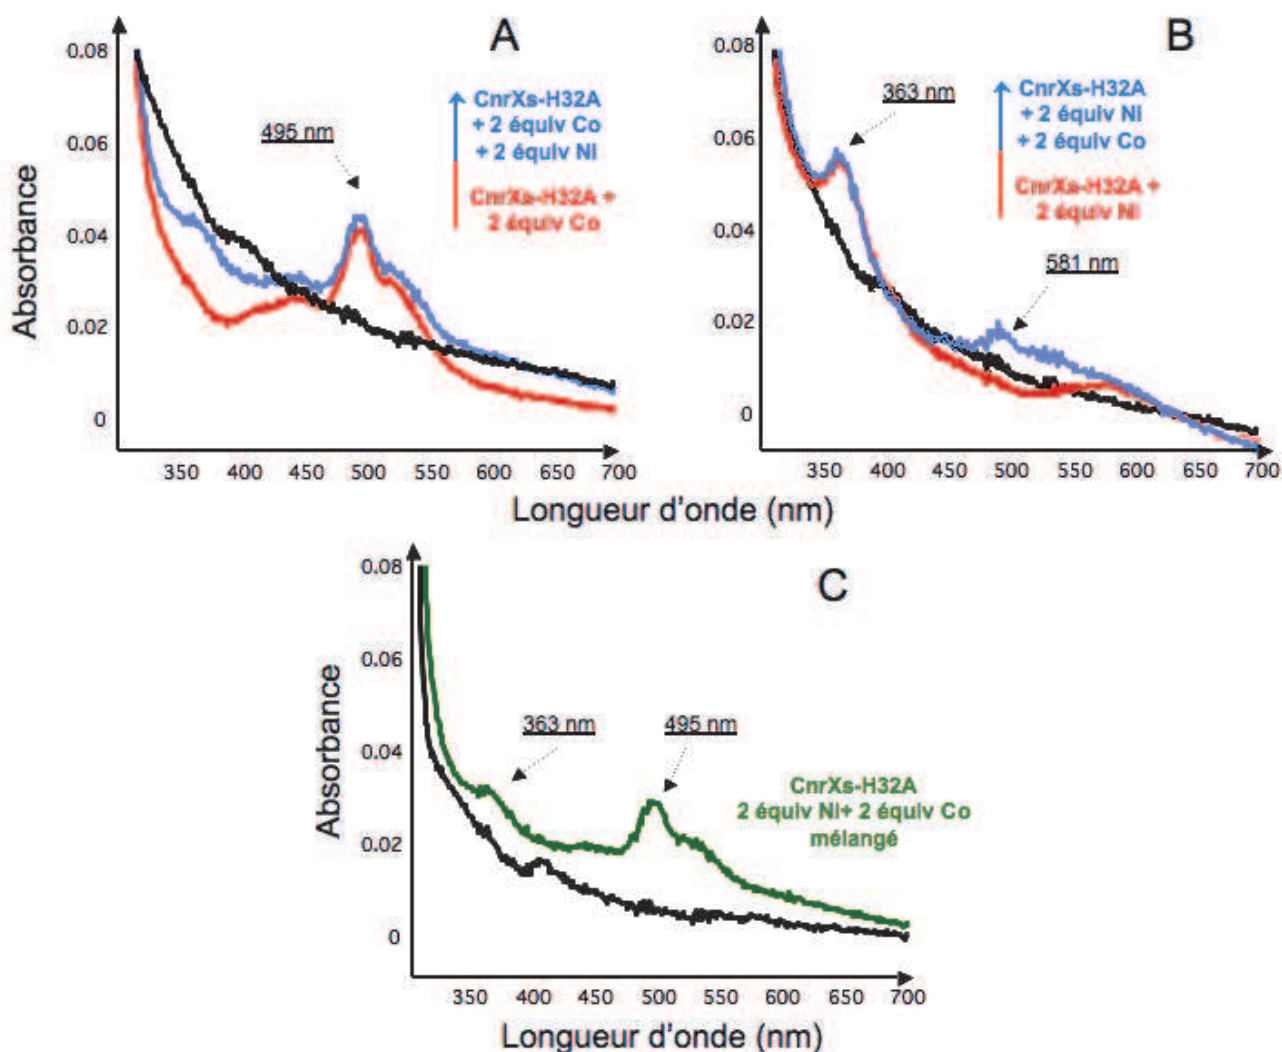 A
Absorbance
0.08
0.06
0.04
0.02
0
495 nm
CnrXs-H32A
+ 2 équiv Co
+ 2 équiv Ni
CnrXs-H32A +
2 équiv Co
350 400 450 500 550 600 650 700
B
0.08
0.06
0.04
0.02
0
363 nm
581 nm
CnrXs-H32A
+ 2 équiv Ni
+ 2 équiv Co
CnrXs-H32A +
2 équiv Ni
350 400 450 500 550 600 650 700
Longueur d'onde (nm)
C
Absorbance
0.08
0.06
0.04
0.02
0
363 nm
495 nm
CnrXs-H32A
2 équiv Ni+ 2 équiv Co
mélangé
350 400 450 500 550 600 650 700
Longueur d'onde (nm)